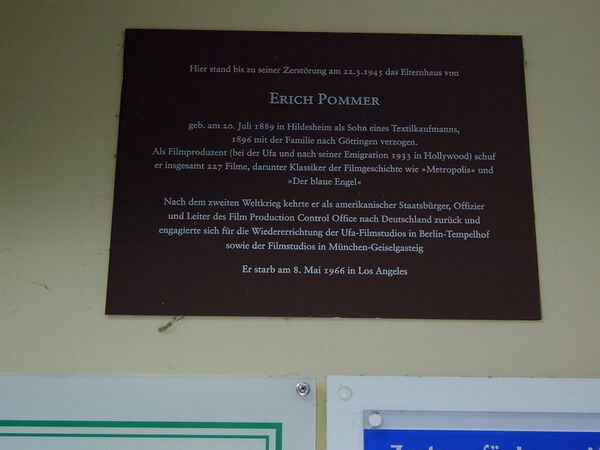 Hier stand bis zu seiner Zerstörung am 22.3.1945 das Elternhaus von
ERICH POMMER
geb. am 20. Juli 1889 in Hildesheim als Sohn eines Textilkaufmanns,
1896 mit der Familie nach Göttingen verzogen.
Als Filmproduzent (bei der Ufa und nach seiner Emigration 1933 in Hollywood) schuf
er insgesamt 227 Filme, darunter Klassiker der Filmgeschichte wie »Metropolis« und
»Der blaue Engel«
Nach dem zweiten Weltkrieg kehrte er als amerikanischer Staatsbürger, Offizier
und Leiter des Film Production Control Office nach Deutschland zurück und
engagierte sich für die Wiedererrichtung der Ufa-Filmstudios in Berlin-Tempelhof
sowie der Filmstudios in München-Geiselgasteig
Er starb am 8. Mai 1966 in Los Angeles